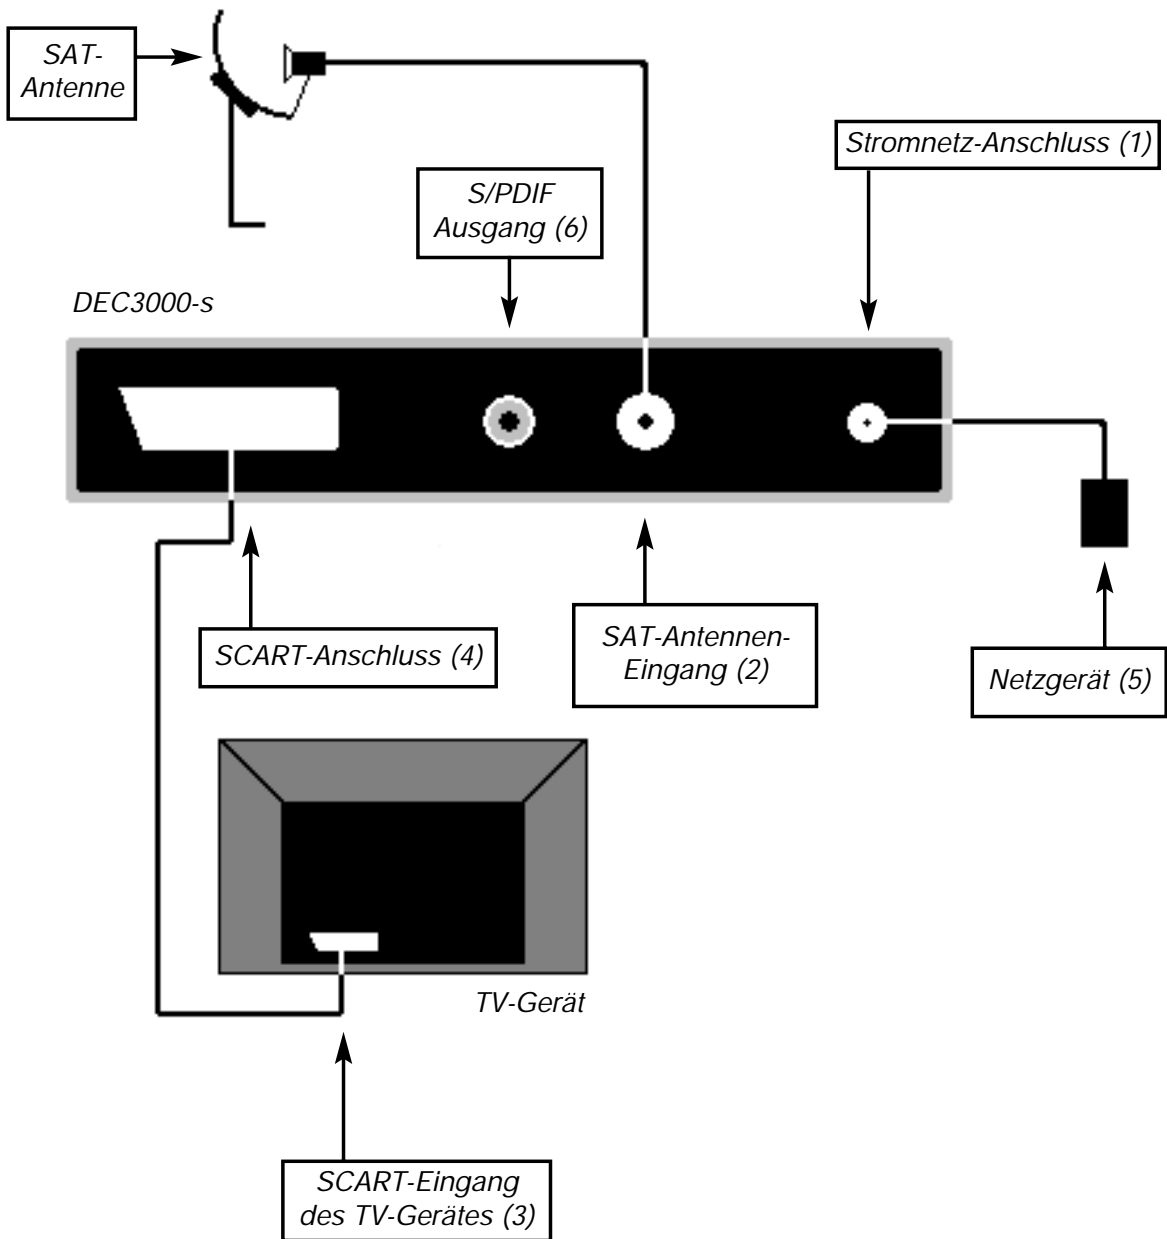 SAT-
Antenne
Stromnetz-Anschluss (1)
S/PDIF
Ausgang (6)
DEC3000-s
SCART-Anschluss (4)
SAT-Antennen-
Eingang (2)
Netzgerät (5)
TV-Gerät
SCART-Eingang
des TV-Gerätes (3)